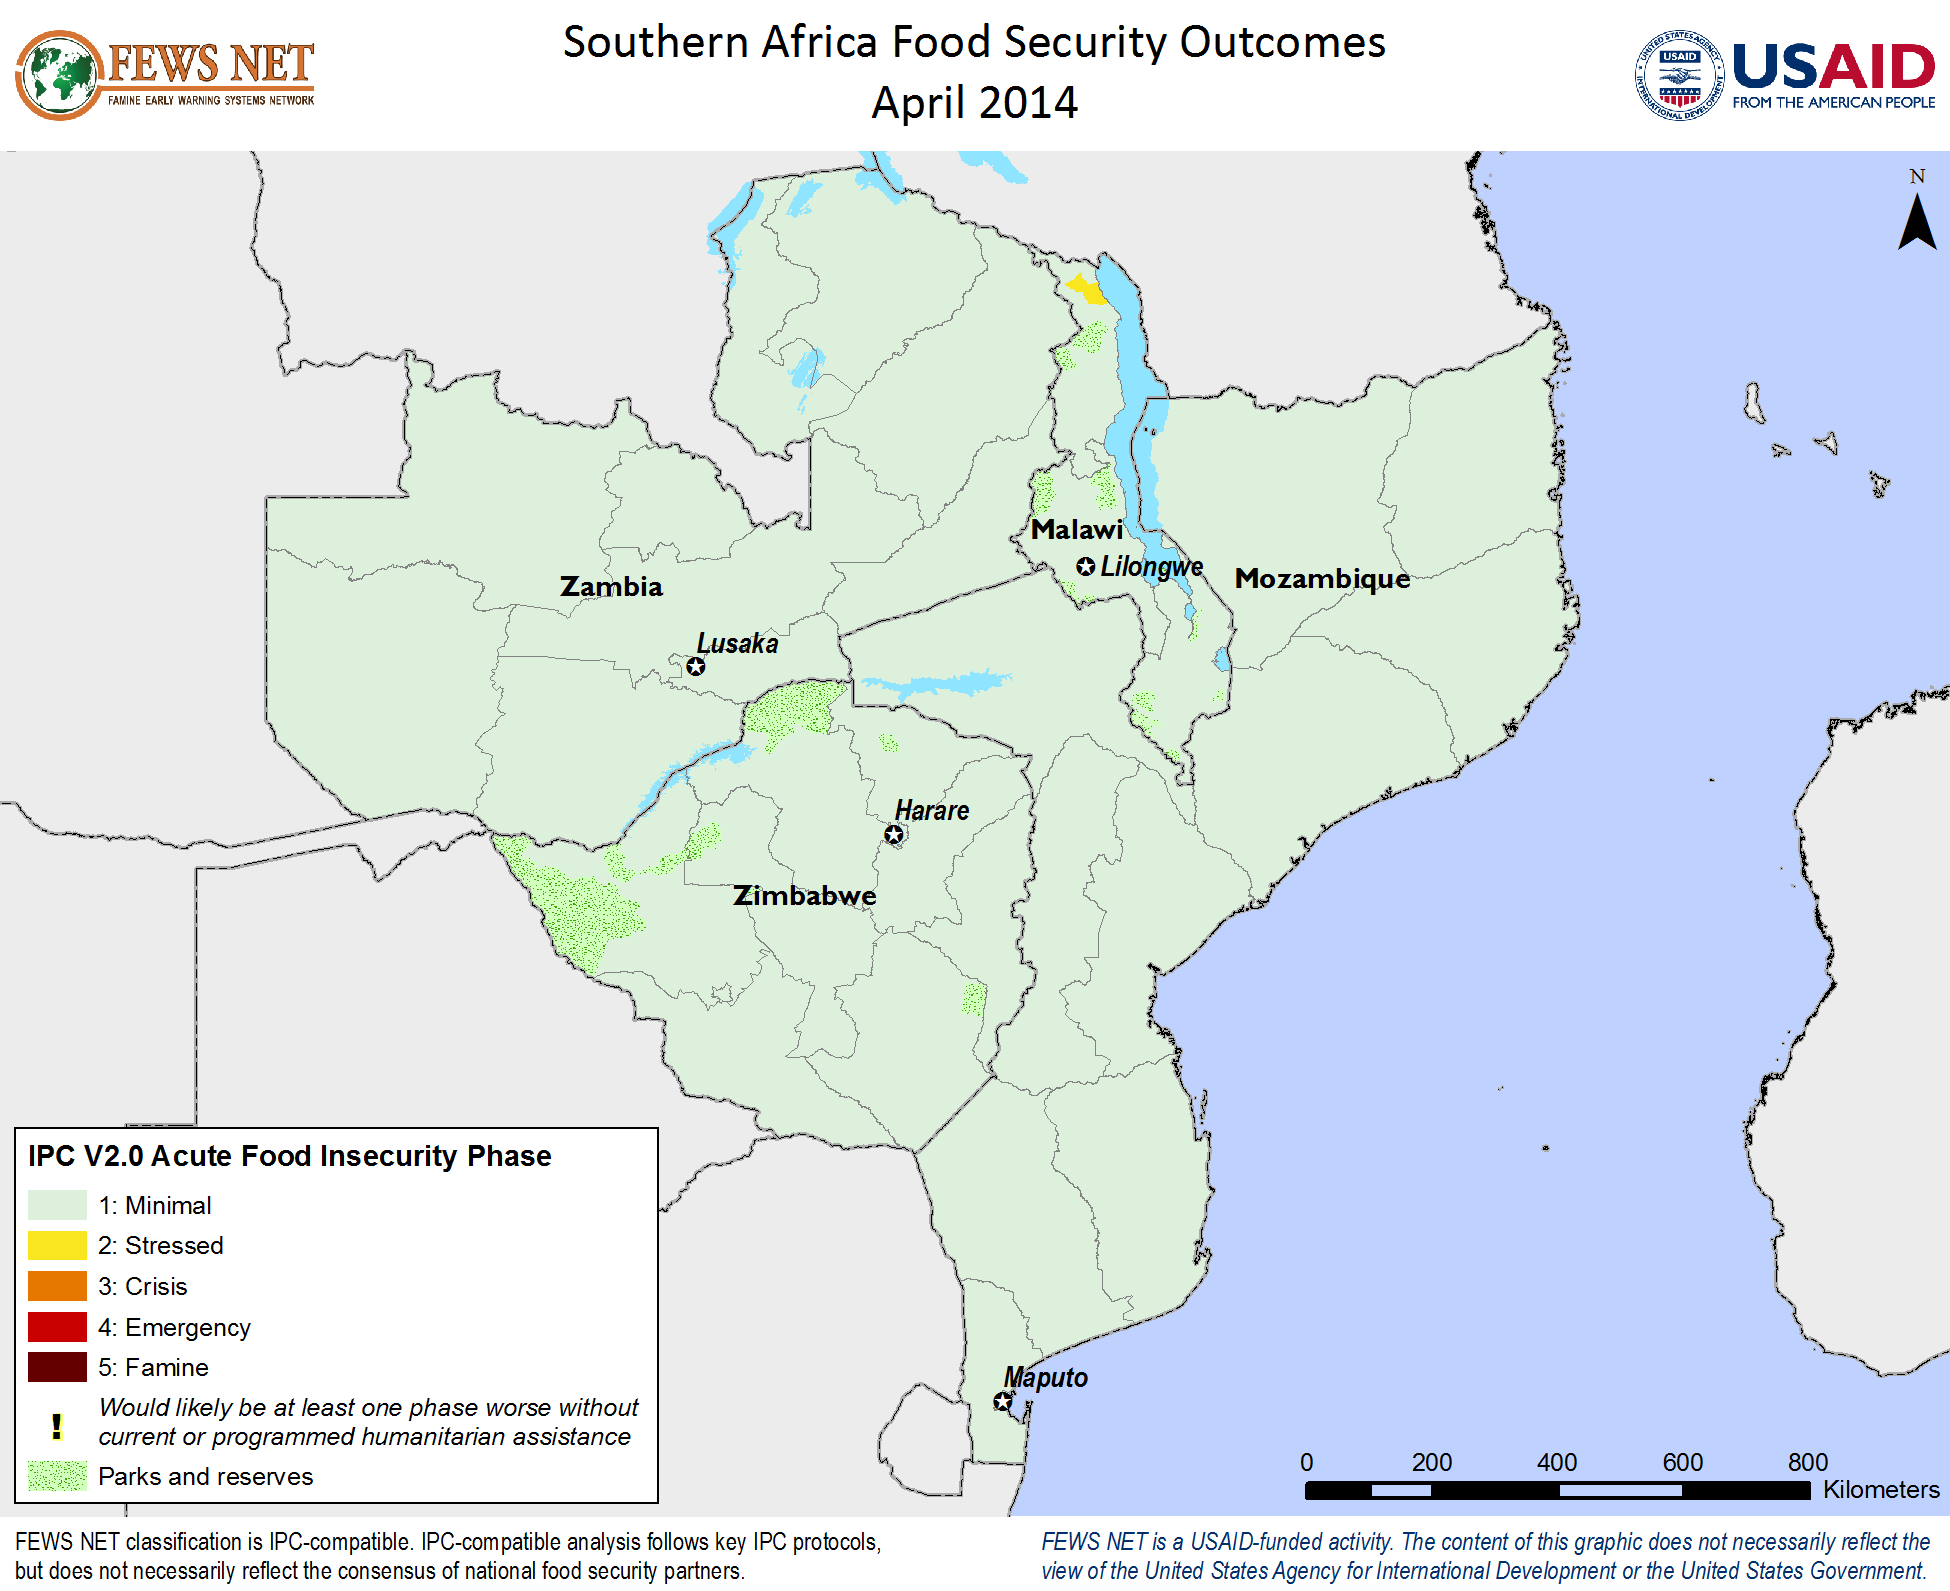 FEWS NET
FAMINE EARLY WARNING SYSTEMS NETWORK
Southern Africa Food Security Outcomes
April 2014
UNITED STATES AGENCY
USAID
INTERNATIONAL DEVELOPMENT
USAID
FROM THE AMERICAN PEOPLE
N
Malawi
Lilongwe
Mozambique
Zambia
Lusaka
Harare
Zimbabwe
Maputo
IPC V2.0 Acute Food Insecurity Phase
1: Minimal
2: Stressed
3: Crisis
4: Emergency
5: Famine
! Would likely be at least one phase worse without
current or programmed humanitarian assistance
Parks and reserves
0 200 400 600 800
Kilometers
FEWS NET classification is IPC-compatible. IPC-compatible analysis follows key IPC protocols,
but does not necessarily reflect the consensus of national food security partners.
FEWS NET is a USAID-funded activity. The content of this graphic does not necessarily reflect the
view of the United States Agency for International Development or the United States Government.